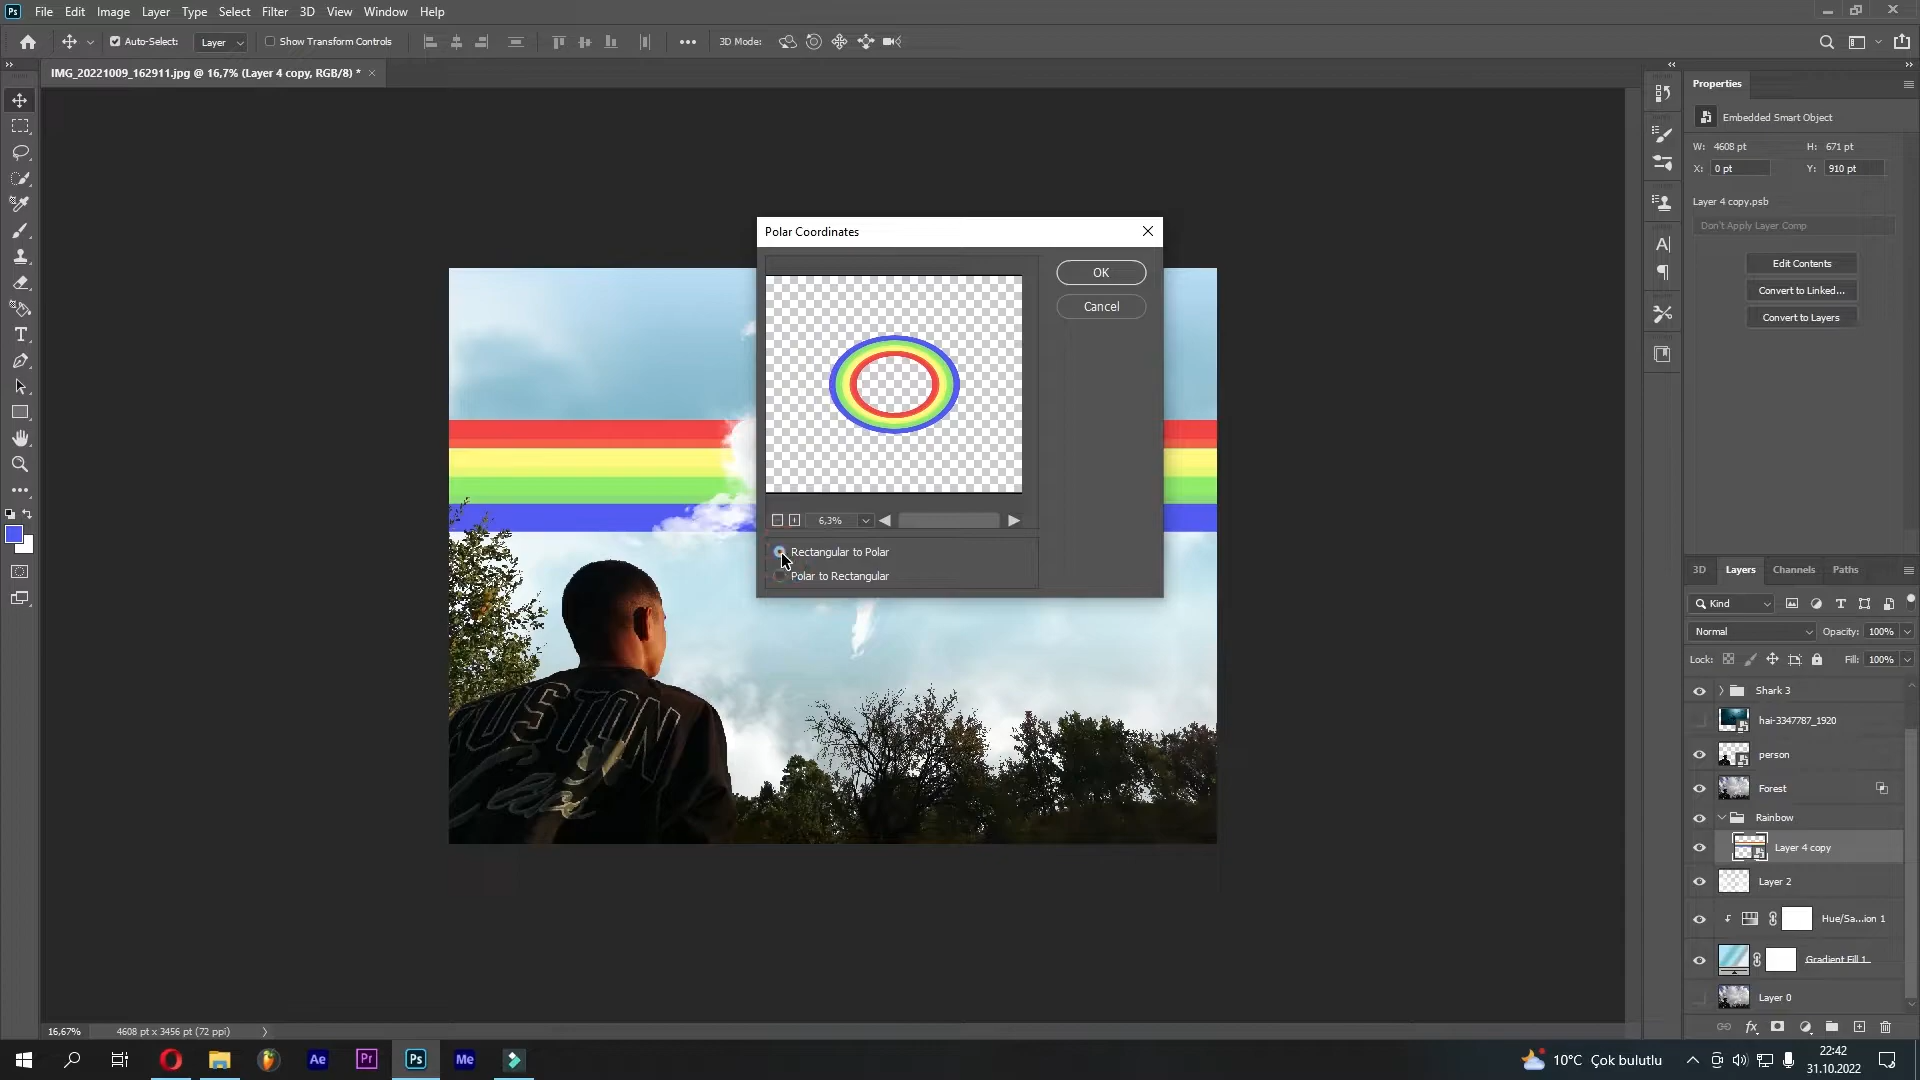 Ps File Edit Image Layer Type Select Filter 3D View Window Help
Auto-Select: Layer Show Transform Controls 3D Mode:
IMG_20221009_162911.jpg @ 16,7% (Layer 4 copy, RGB/8) *
Properties
Embedded Smart Object
W: 4608 pt H: 671 pt
X: 0 pt Y: 910 pt
Layer 4 copy.psb
Don't Apply Layer Comp
Edit Contents
Convert to Linked...
Convert to Layers
Polar Coordinates
OK
Cancel
6,3%
Rectangular to Polar
Polar to Rectangular
3D Layers Channels Paths
Kind
Normal Opacity: 100%
Lock: Fill: 100%
Shark 3
hai-3347787_1920
person
Forest
Rainbow
Layer 4 copy
Layer 2
Hue/Sa...ion 1
Gradient Fill 1
Layer 0
16,67% 4608 pt x 3456 pt (72 ppi)
Ae Pr Ps Me
10°C Çok bulutlu
22:42
31.10.2022